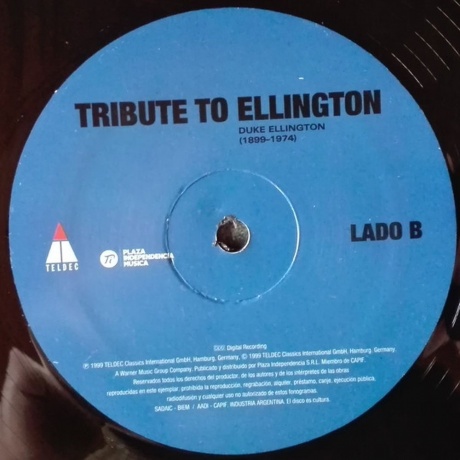 TRIBUTE TO ELLINGTON
DUKE ELLINGTON
(1899-1974)
LADO B
TELDEC
PLAZA
INDEPENDENCIA
MUSICA
DDD: Digital Recording
℗ 1999 TELDEC Classics International GmbH, Hamburg, Germany. © 1999 TELDEC Classics International GmbH, Hamburg, Germany.
A Warner Music Group Company. Publicado y distribuido por Plaza Independencia S.R.L. Miembro de CAPIF.
Reservados todos los derechos del productor, de los autores y de los interpretes de las obras
reproducidas en este ejemplar, prohibida la reproducción, regrabación, alquiler, préstamo, canje, ejecución pública,
radiodifusión y cualquier otro uso no autorizado de estos fonogramas.
SADAIC - BIEM / AADI - CAPIF. INDUSTRIA ARGENTINA. El disco es cultura.